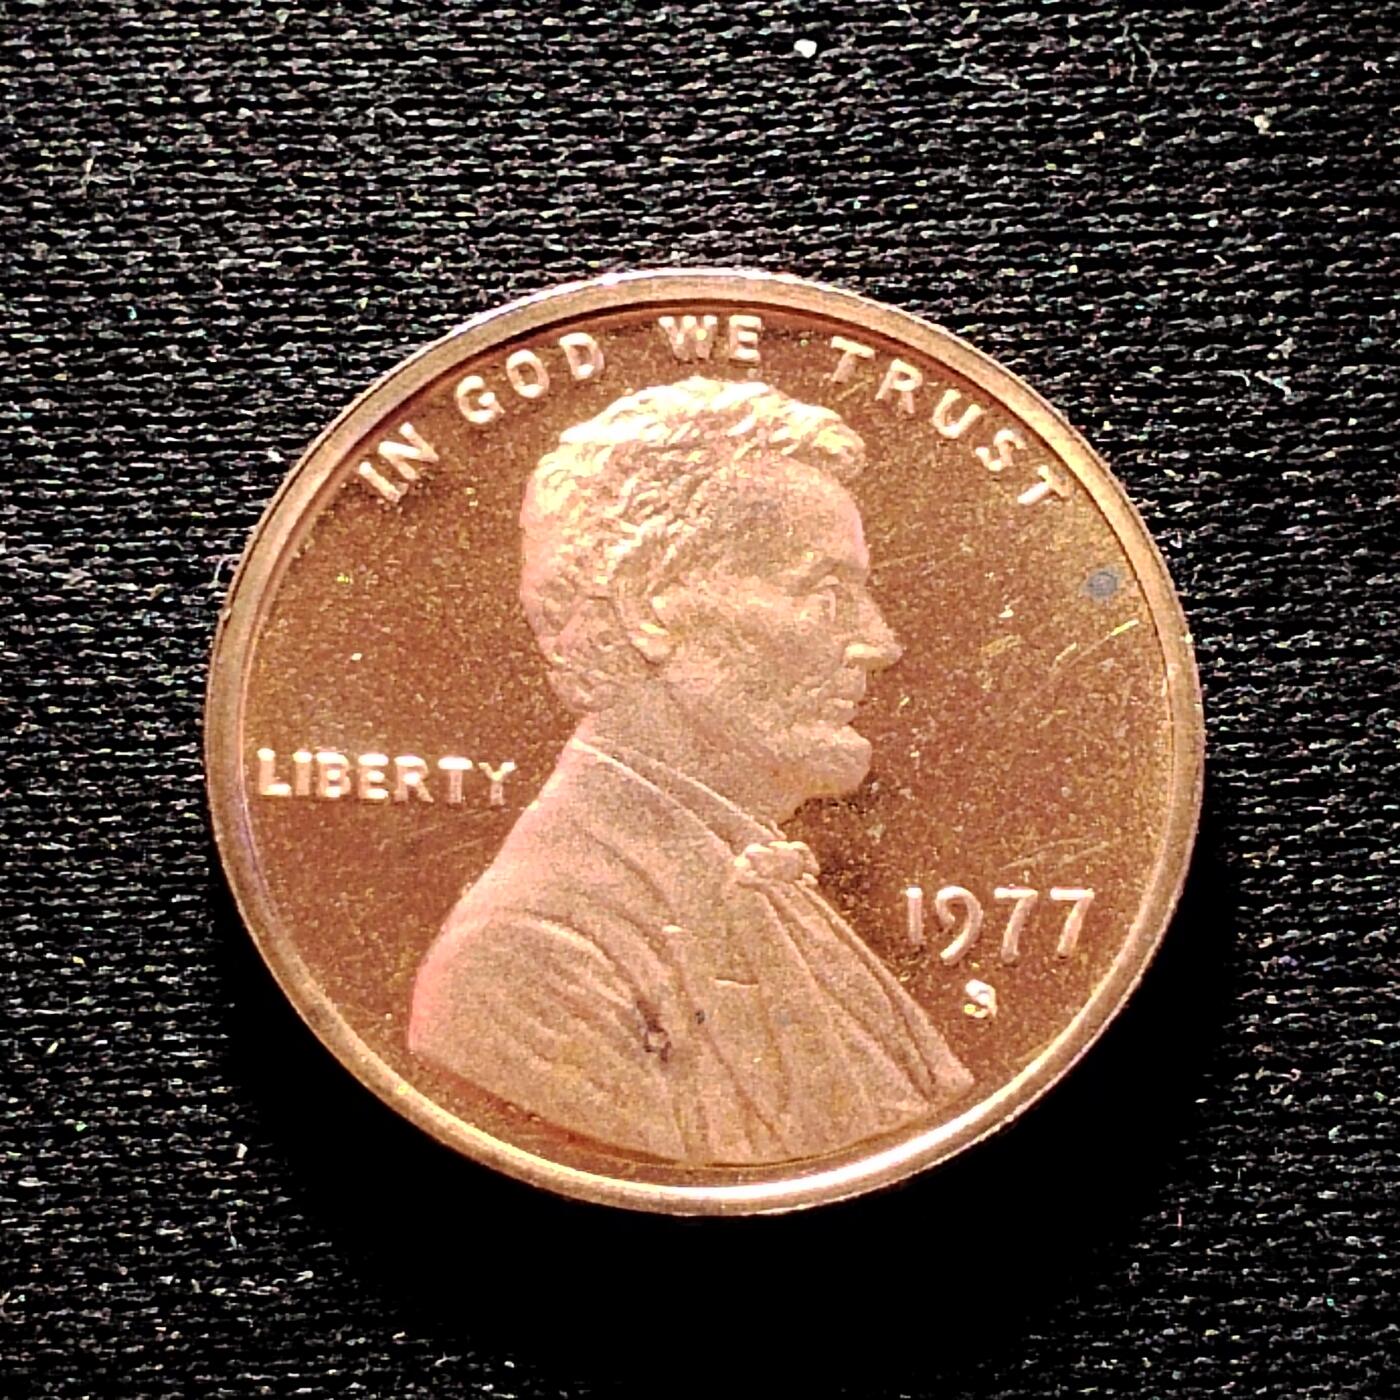 IN GOD WE TRUST
LIBERTY
1977
S